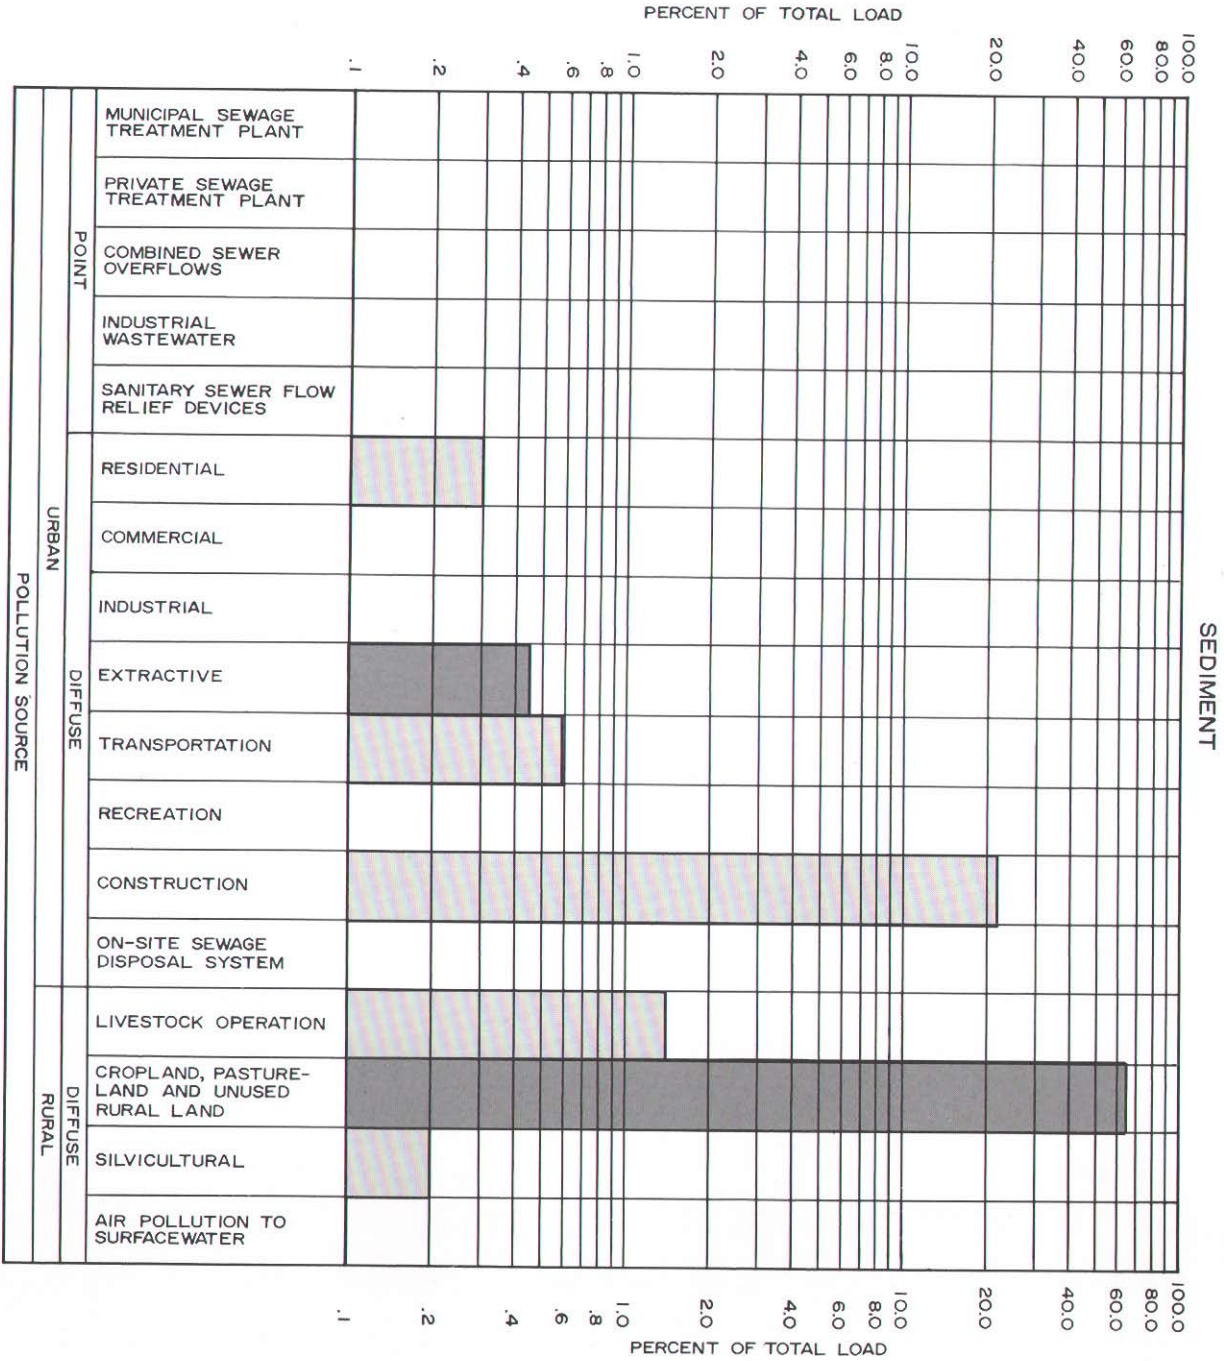 PERCENT OF TOTAL LOAD
.1
.2
.4
.6
.8
1.0
2.0
4.0
6.0
8.0
10.0
20.0
40.0
60.0
80.0
100.0
SEDIMENT
MUNICIPAL SEWAGE
TREATMENT PLANT
PRIVATE SEWAGE
TREATMENT PLANT
COMBINED SEWER
OVERFLOWS
INDUSTRIAL
WASTEWATER
SANITARY SEWER FLOW
RELIEF DEVICES
POINT
RESIDENTIAL
COMMERCIAL
INDUSTRIAL
EXTRACTIVE
TRANSPORTATION
RECREATION
CONSTRUCTION
ON-SITE SEWAGE
DISPOSAL SYSTEM
DIFFUSE
URBAN
LIVESTOCK OPERATION
CROPLAND, PASTURE-
LAND AND UNUSED
RURAL LAND
SILVICULTURAL
AIR POLLUTION TO
SURFACEWATER
DIFFUSE
RURAL
POLLUTION SOURCE
.1
.2
.4
.6
.8
1.0
2.0
4.0
6.0
8.0
10.0
20.0
40.0
60.0
80.0
100.0
PERCENT OF TOTAL LOAD